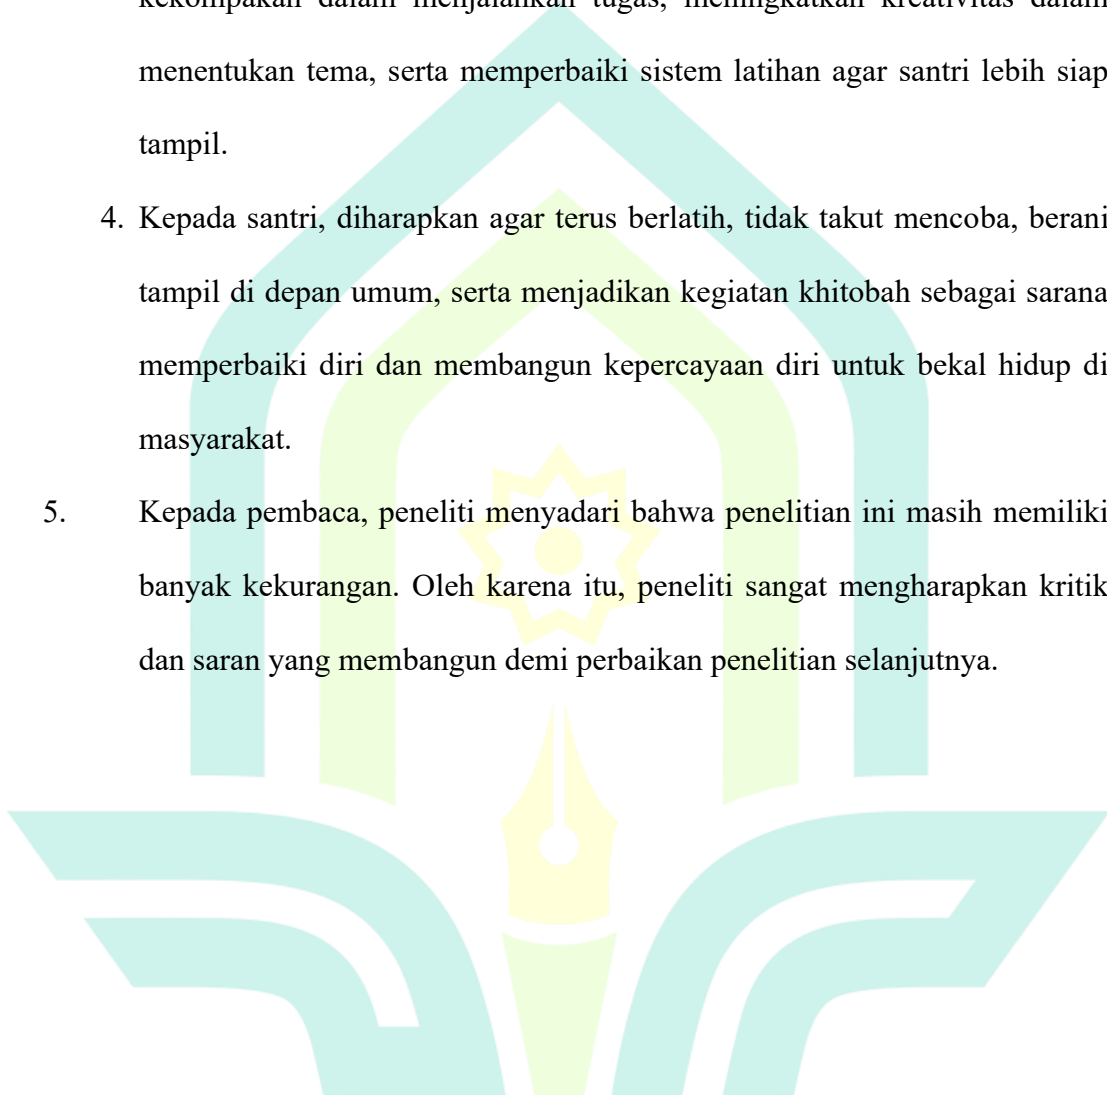 kekompakan dalam menjalankan tugas, meningkatkan kreativitas dalam
menentukan tema, serta memperbaiki sistem latihan agar santri lebih siap
tampil.
4. Kepada santri, diharapkan agar terus berlatih, tidak takut mencoba, berani
tampil di depan umum, serta menjadikan kegiatan khitobah sebagai sarana
memperbaiki diri dan membangun kepercayaan diri untuk bekal hidup di
masyarakat.
5. Kepada pembaca, peneliti menyadari bahwa penelitian ini masih memiliki
banyak kekurangan. Oleh karena itu, peneliti sangat mengharapkan kritik
dan saran yang membangun demi perbaikan penelitian selanjutnya.